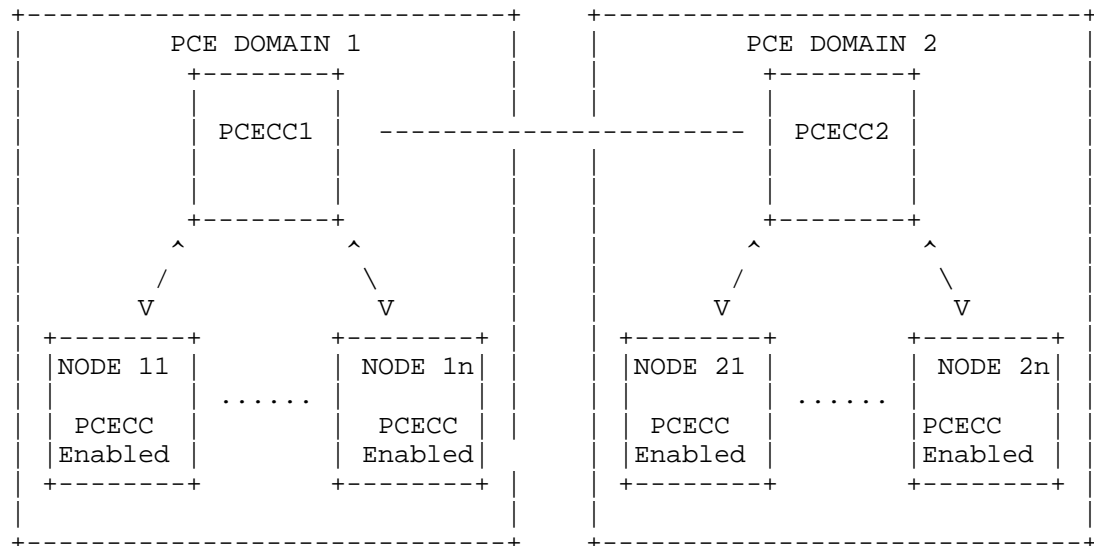 PCE DOMAIN 1 PCE DOMAIN 2
PCECC1 PCECC2
NODE 11 NODE 1n NODE 21 NODE 2n
...... ......
PCECC PCECC PCECC PCECC
Enabled Enabled Enabled Enabled